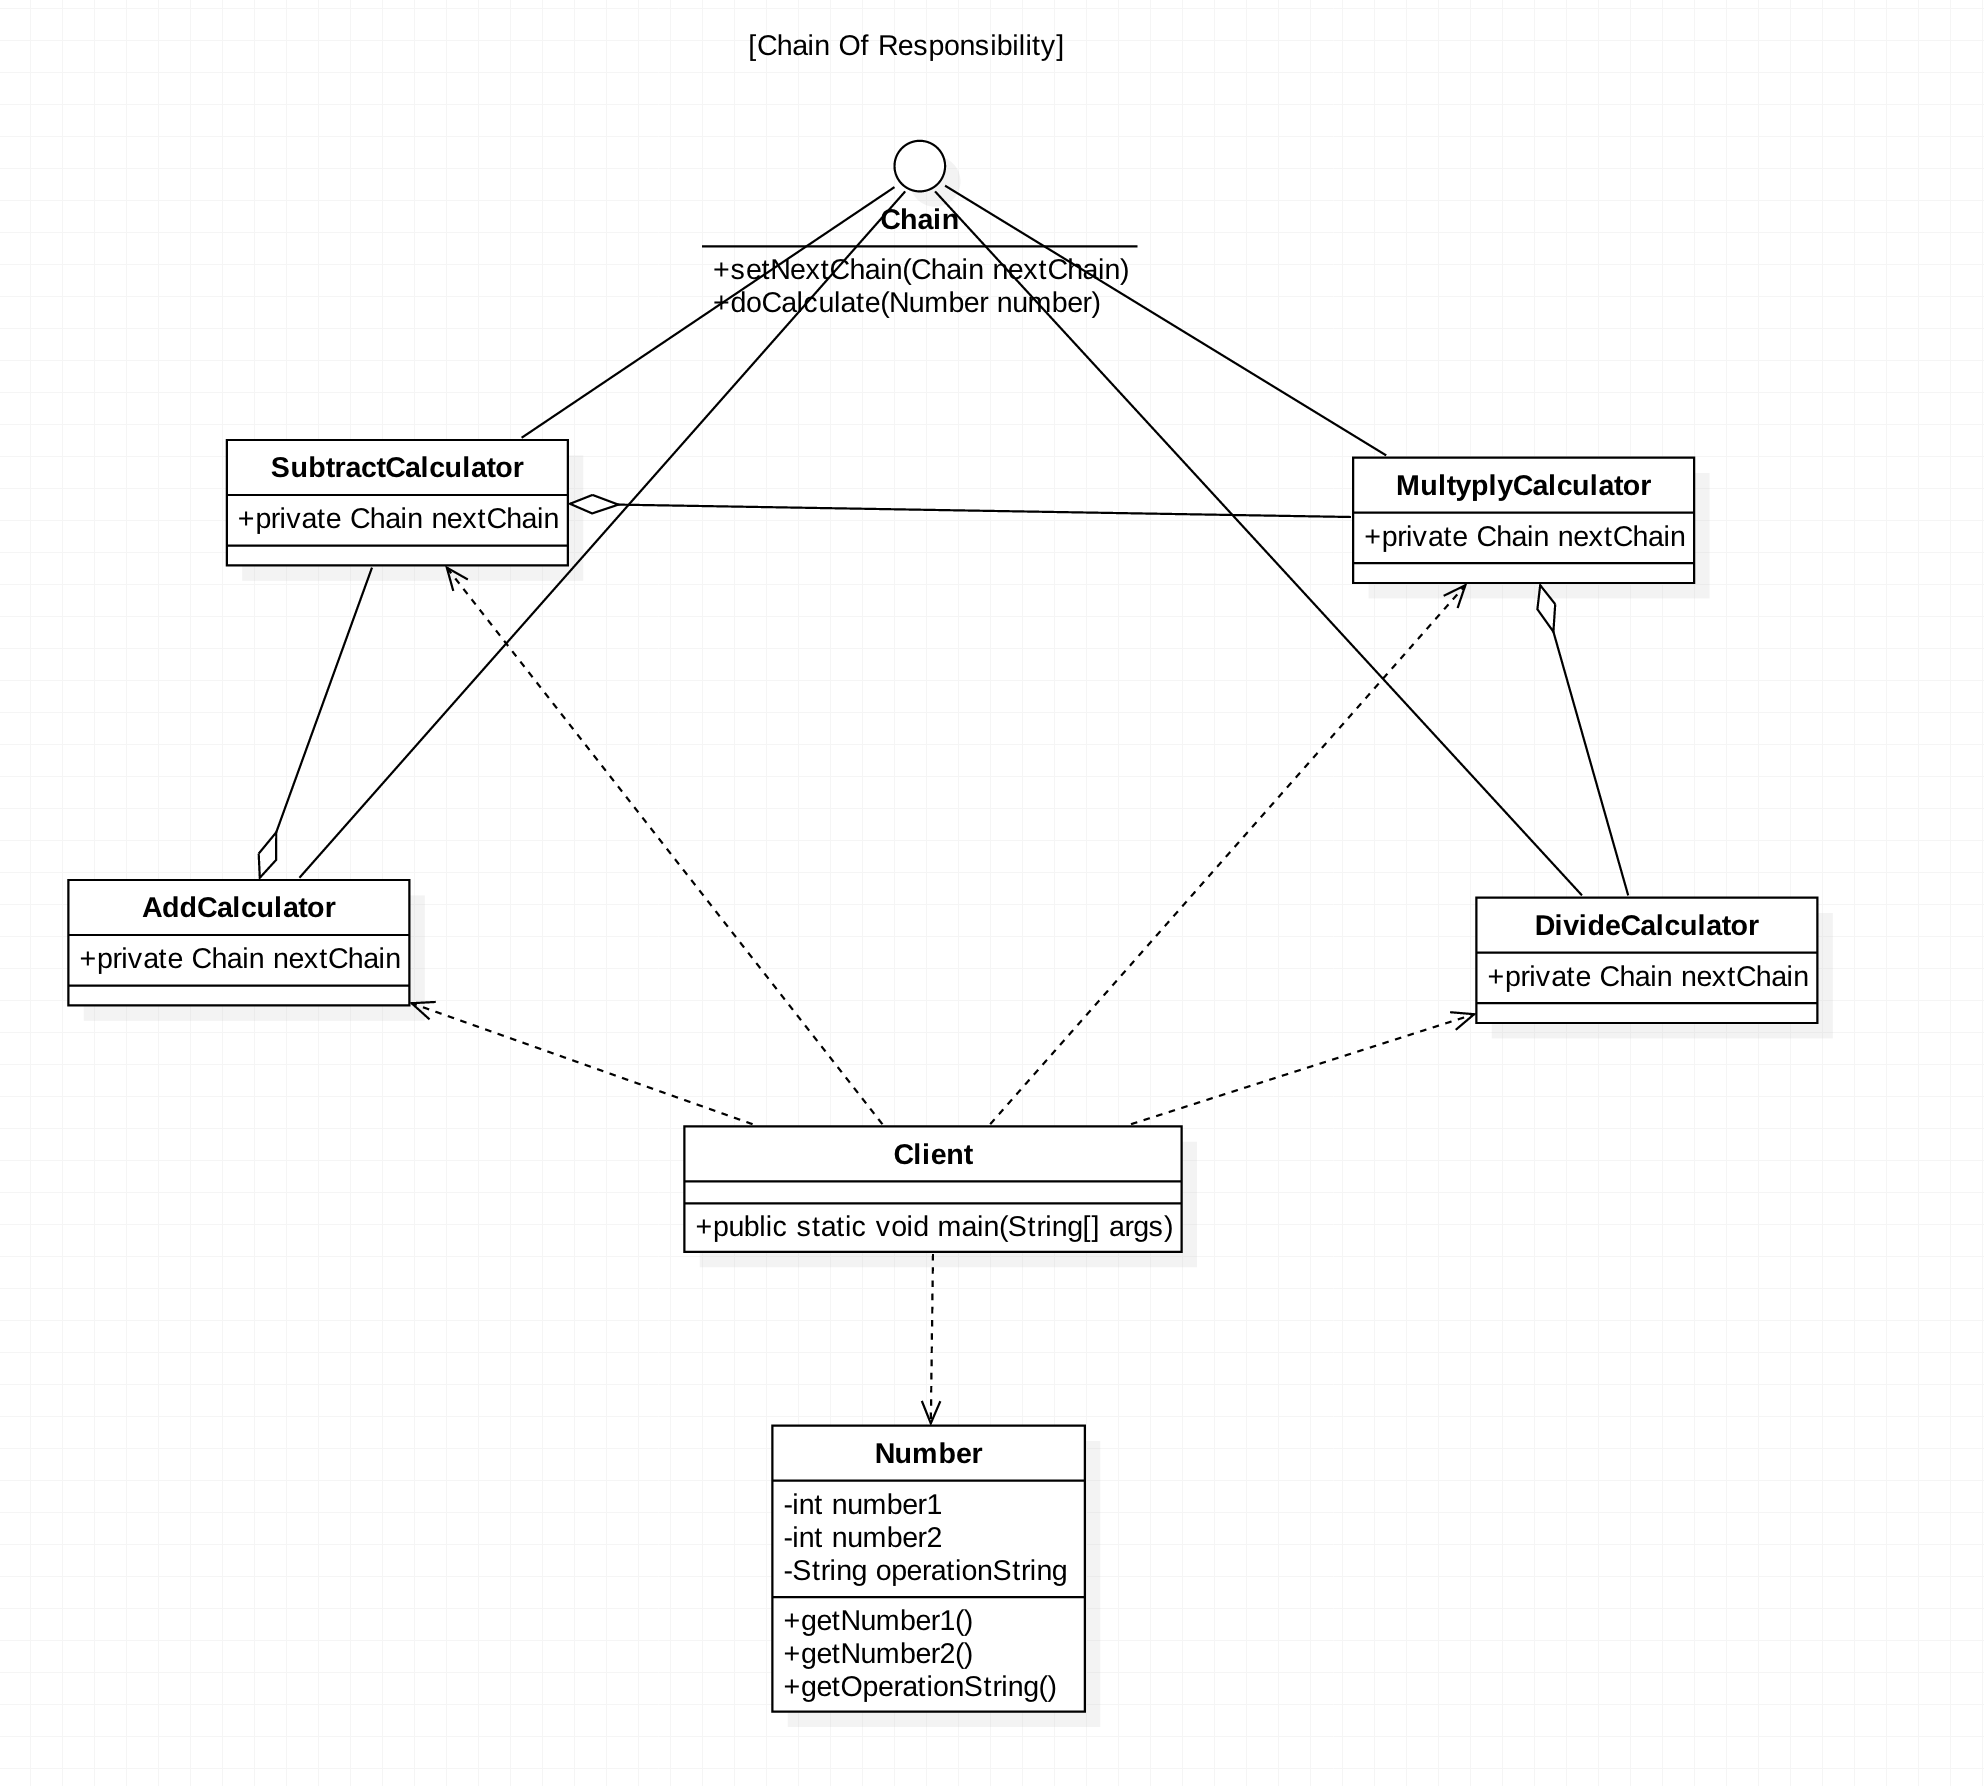 [Chain Of Responsibility]
Chain
+setNextChain(Chain nextChain)
+doCalculate(Number number)
SubtractCalculator
+private Chain nextChain
MultyplyCalculator
+private Chain nextChain
AddCalculator
+private Chain nextChain
DivideCalculator
+private Chain nextChain
Client
+public static void main(String[] args)
Number
-int number1
-int number2
-String operationString
+getNumber1()
+getNumber2()
+getOperationString()